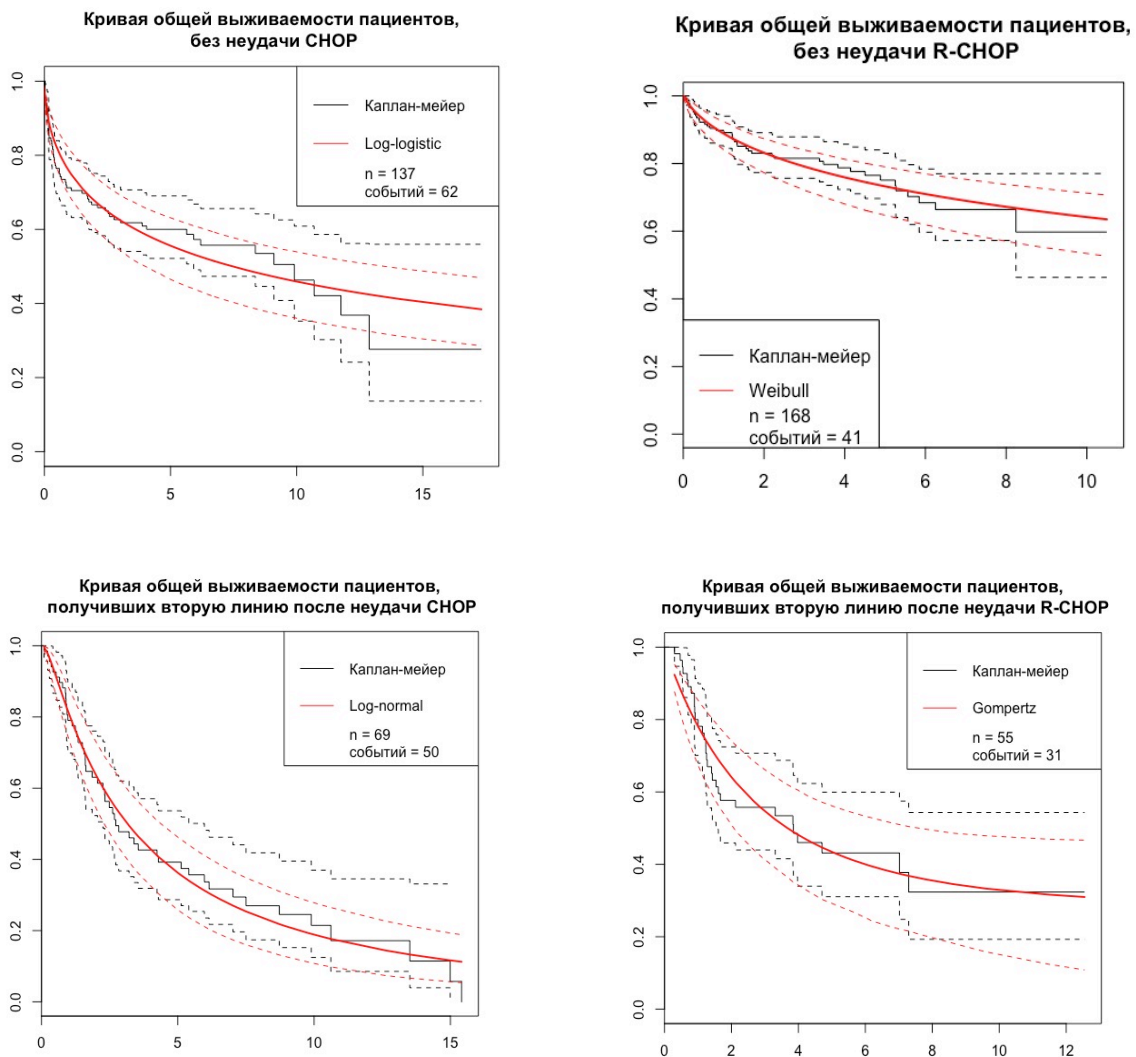 Кривая общей выживаемости пациентов,
без неудачи CHOP
Каплан-мейер
Log-logistic
n = 137
событий = 62
1.0
0.8
0.6
0.4
0.2
0.0
0 5 10 15
Кривая общей выживаемости пациентов,
без неудачи R-CHOP
1.0
0.8
0.6
0.4
0.2
0.0
Каплан-мейер
Weibull
n = 168
событий = 41
0 2 4 6 8 10
Кривая общей выживаемости пациентов,
получивших вторую линию после неудачи CHOP
Каплан-мейер
Log-normal
n = 69
событий = 50
1.0
0.8
0.6
0.4
0.2
0.0
0 5 10 15
Кривая общей выживаемости пациентов,
получивших вторую линию после неудачи R-CHOP
Каплан-мейер
Gompertz
n = 55
событий = 31
1.0
0.8
0.6
0.4
0.2
0.0
0 2 4 6 8 10 12